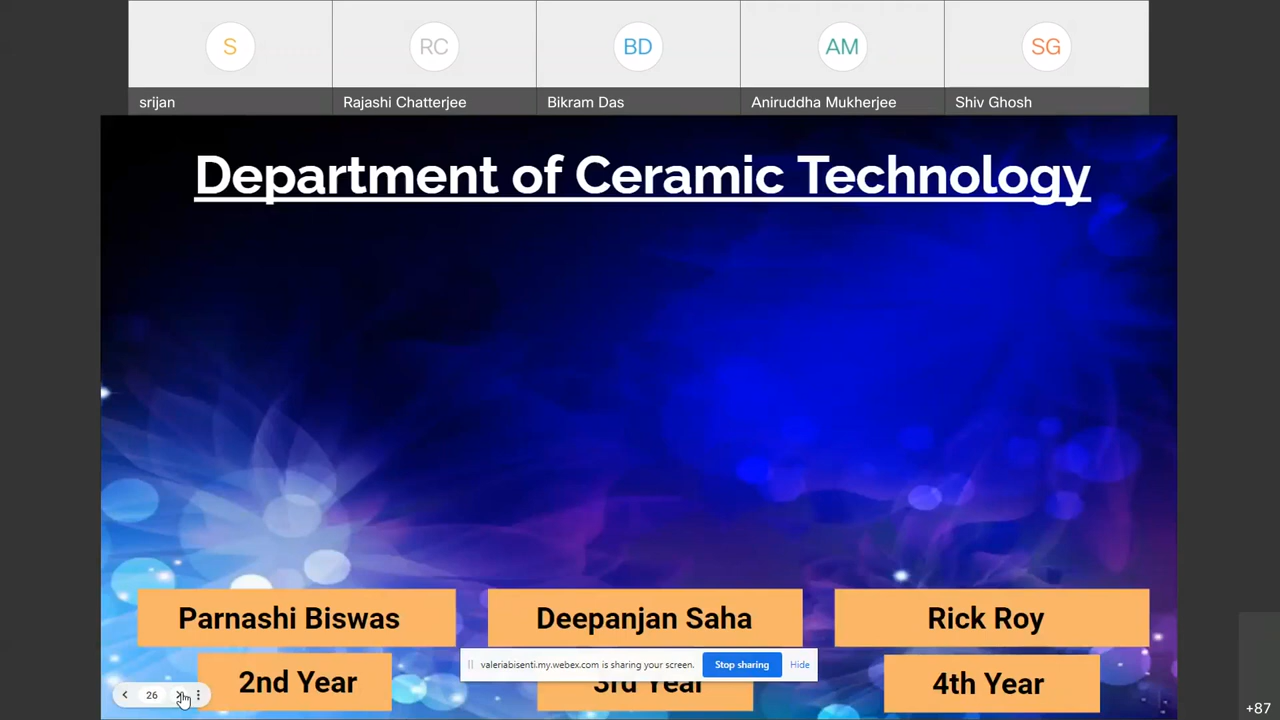 S
RC
BD
AM
SG
srijan
Rajashi Chatterjee
Bikram Das
Aniruddha Mukherjee
Shiv Ghosh
Department of Ceramic Technology
Parnashi Biswas
Deepanjan Saha
Rick Roy
valeriabisenti.my.webex.com is sharing your screen.
Stop sharing
Hide
2nd Year
3rd Year
4th Year
26
+87